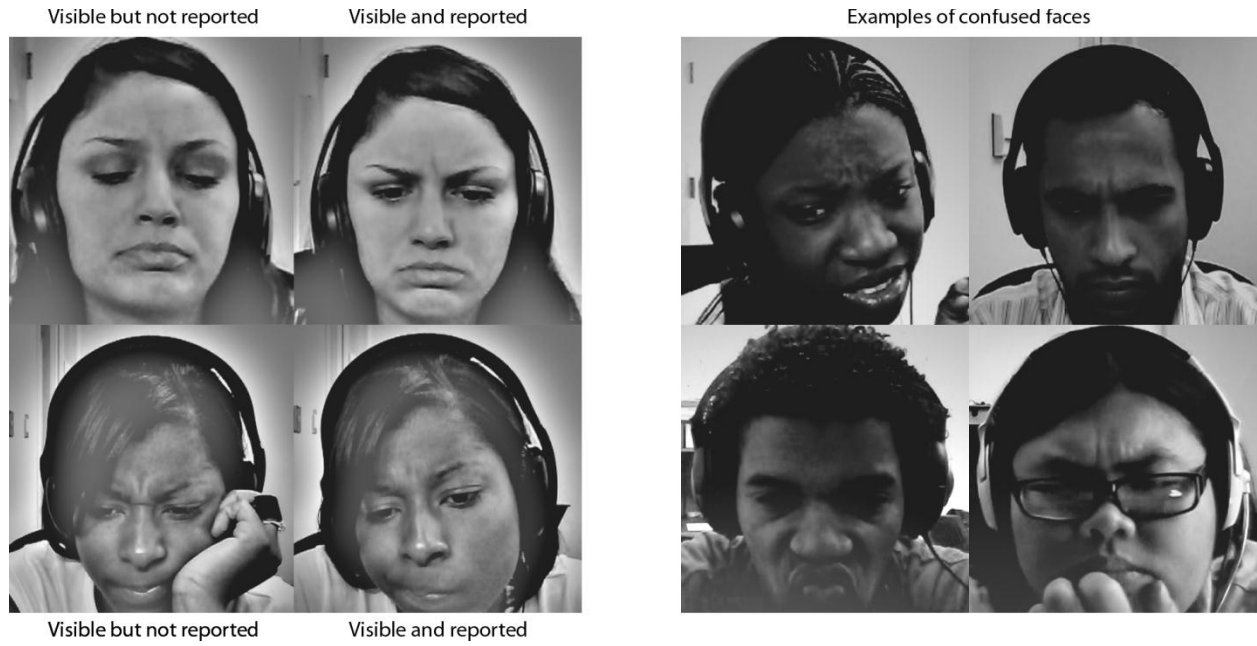 Visible but not reported
Visible and reported
Examples of confused faces
Visible but not reported
Visible and reported